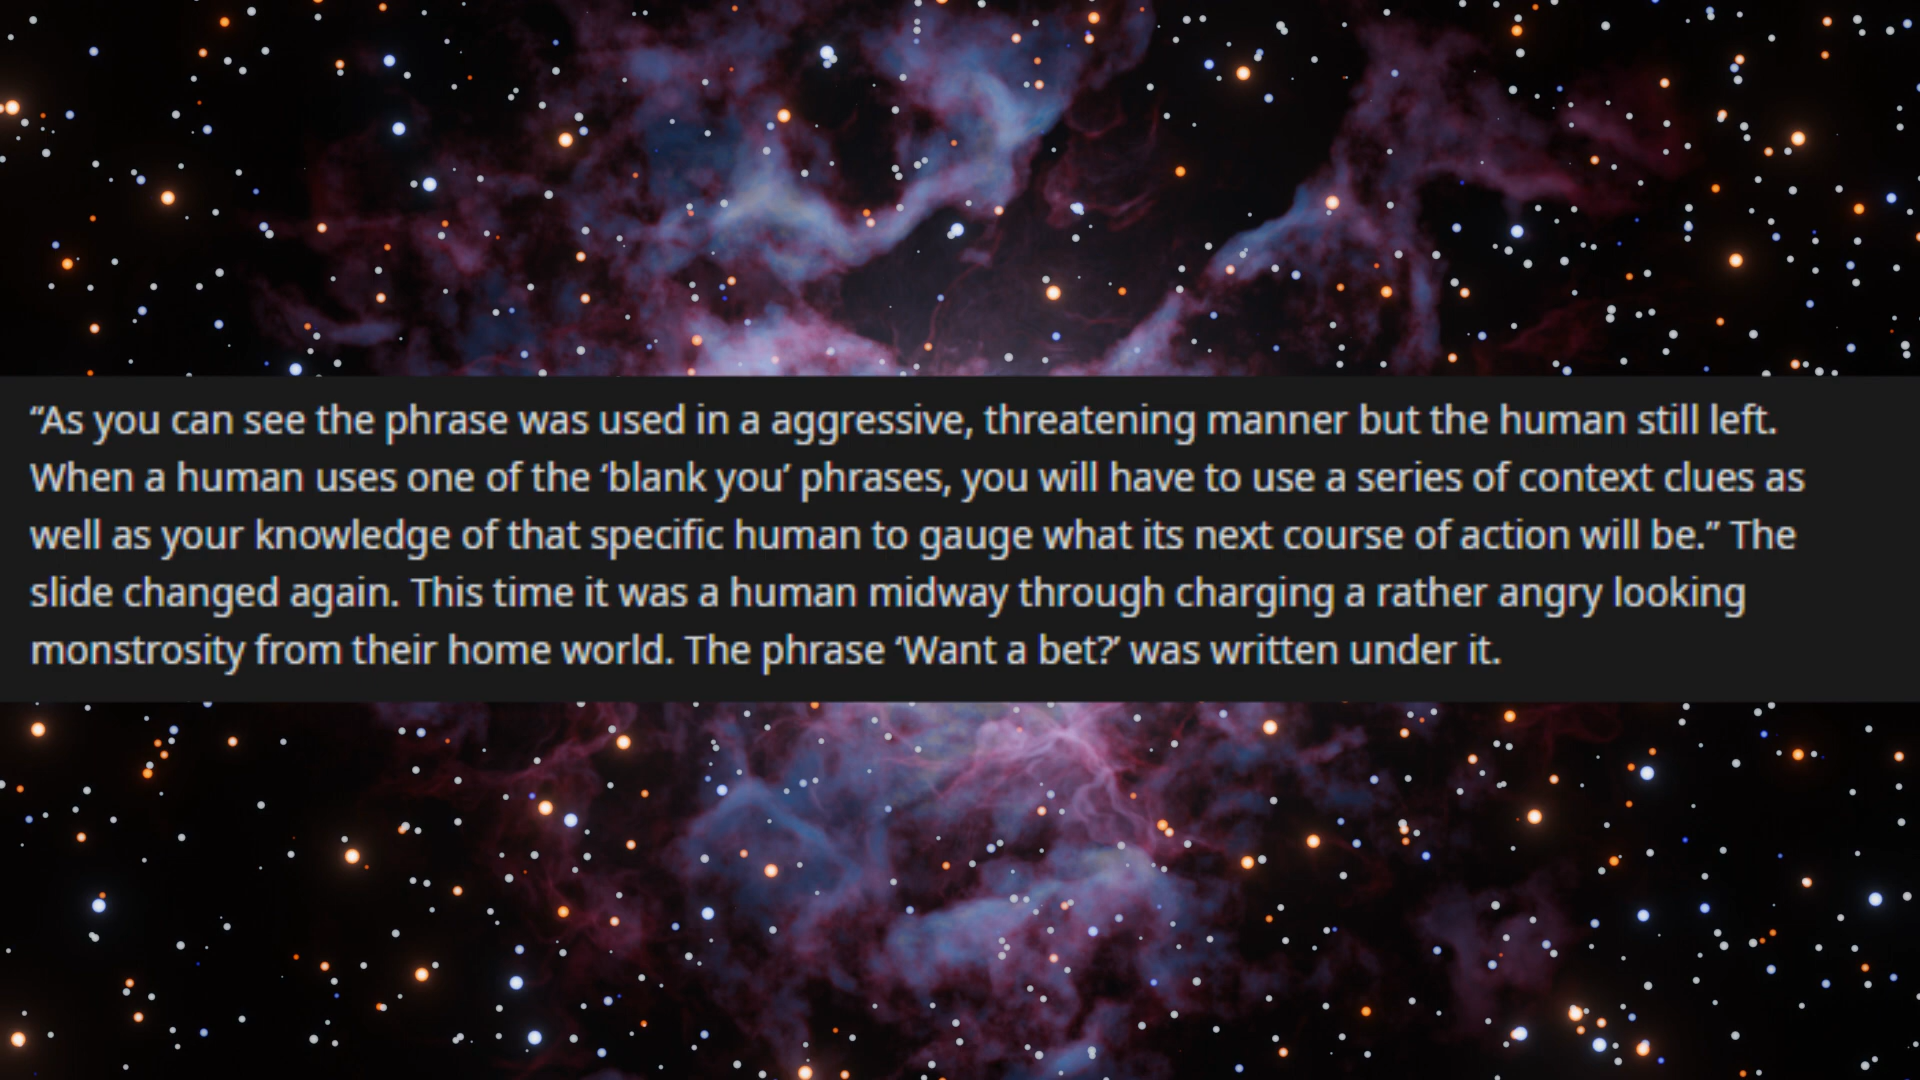 “As you can see the phrase was used in a aggressive, threatening manner but the human still left.
When a human uses one of the ‘blank you’ phrases, you will have to use a series of context clues as
well as your knowledge of that specific human to gauge what its next course of action will be.” The
slide changed again. This time it was a human midway through charging a rather angry looking
monstrosity from their home world. The phrase ‘Want a bet?’ was written under it.